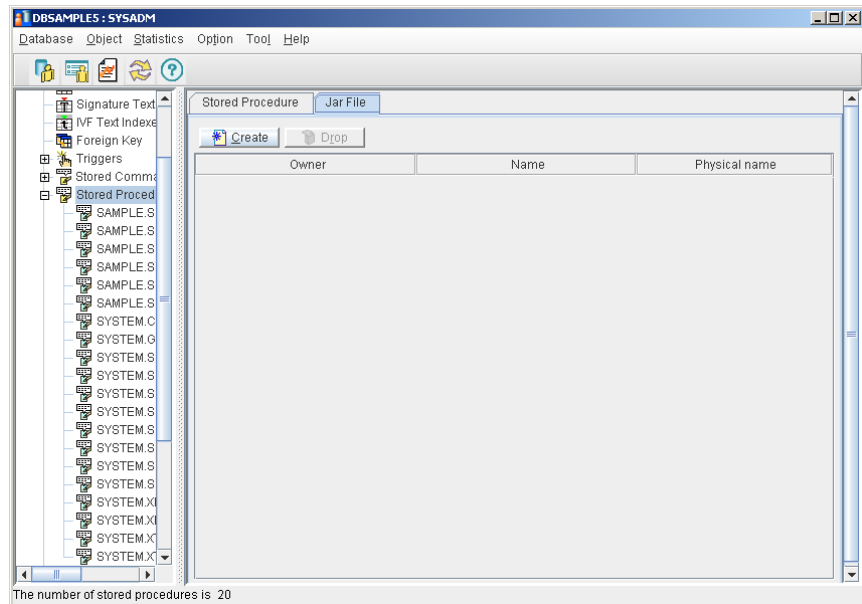 DBSAMPLE5 : SYSADM
Database Object Statistics Option Tool Help
Signature Text
IVF Text Indexe
Foreign Key
Triggers
Stored Comma
Stored Proced
SAMPLE.S
SAMPLE.S
SAMPLE.S
SAMPLE.S
SAMPLE.S
SAMPLE.S
SYSTEM.C
SYSTEM.G
SYSTEM.S
SYSTEM.S
SYSTEM.S
SYSTEM.S
SYSTEM.S
SYSTEM.S
SYSTEM.S
SYSTEM.S
SYSTEM.X
SYSTEM.X
SYSTEM.X
SYSTEM.X
Stored Procedure Jar File
Create Drop
Owner Name Physical name
The number of stored procedures is 20